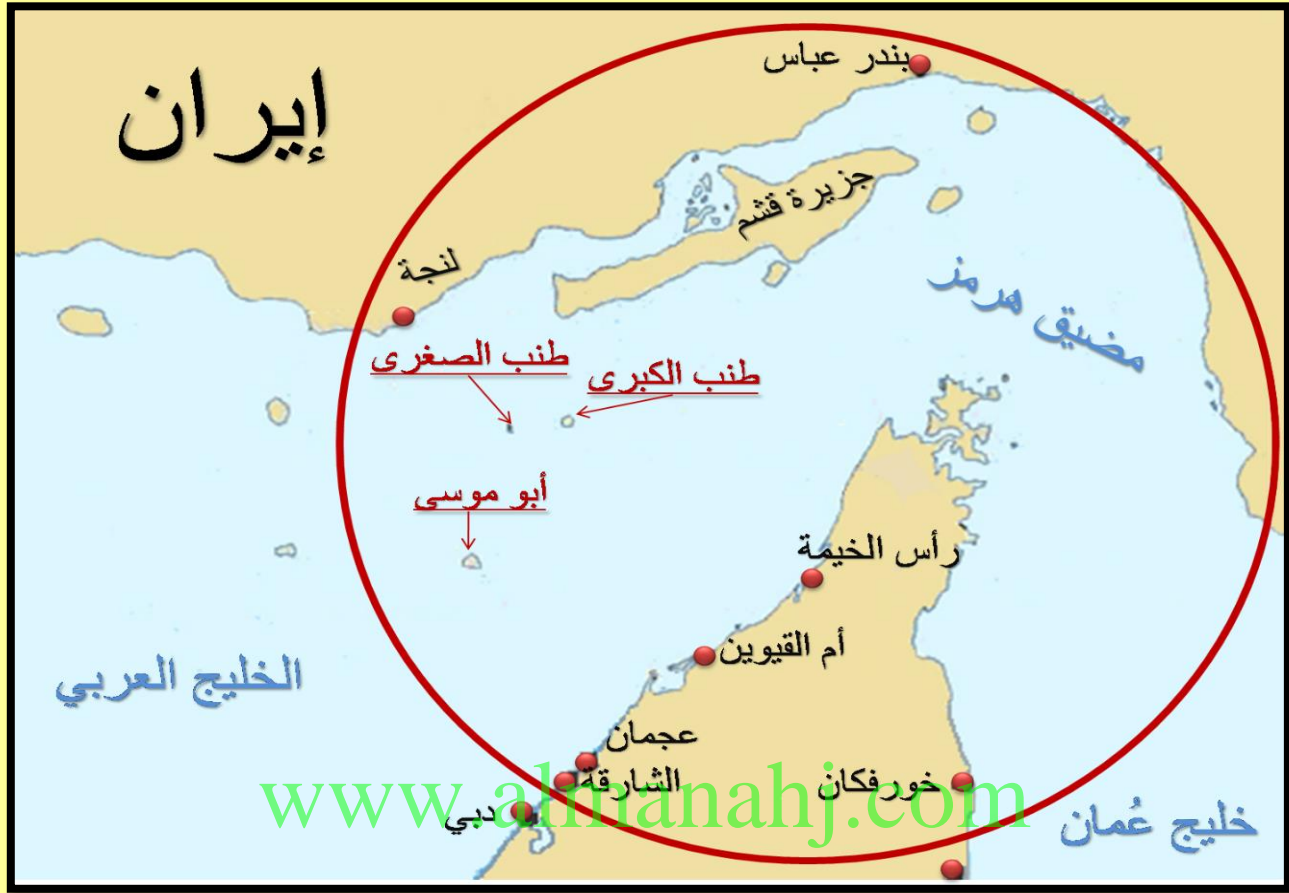 بندر عباس
إيران
جزيرة قشم
لنجة
مضيق هرمز
طنب الصغرى
طنب الكبرى
أبو موسى
رأس الخيمة
أم القيوين
الخليج العربي
عجمان
الشارقة
خورفكان
دبي
خليج عُمان
www.almanahj.com